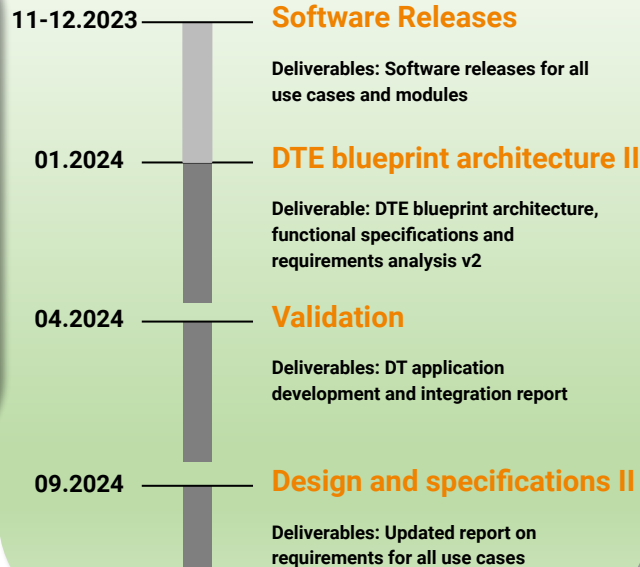 11-12.2023 Software Releases
Deliverables: Software releases for all
use cases and modules
01.2024 DTE blueprint architecture II
Deliverable: DTE blueprint architecture,
functional specifications and
requirements analysis v2
04.2024 Validation
Deliverables: DT application
development and integration report
09.2024 Design and specifications II
Deliverables: Updated report on
requirements for all use cases